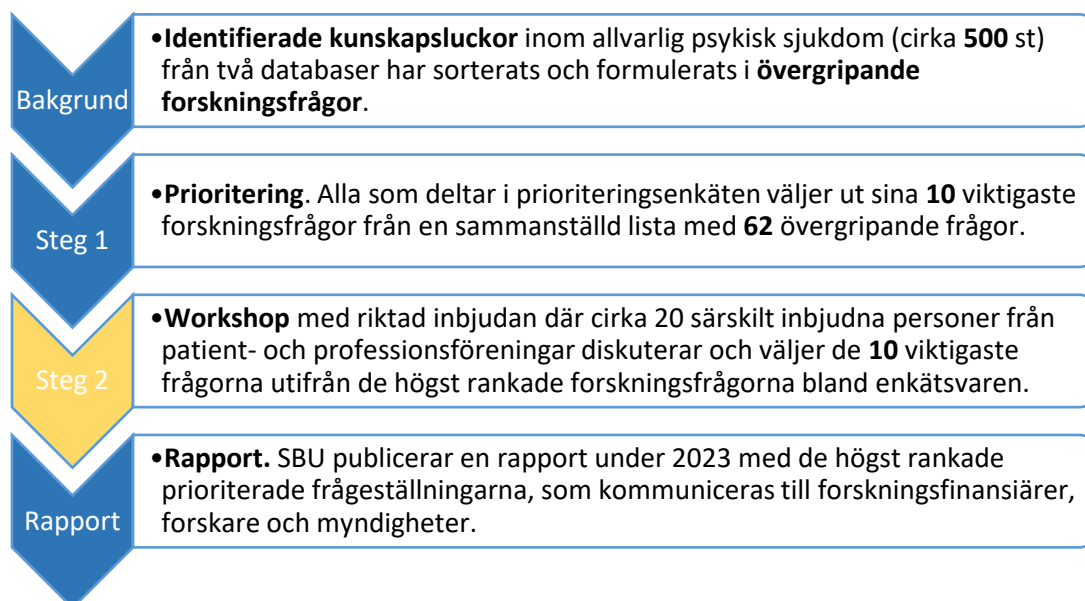 Bakgrund
•Identifierade kunskapsluckor inom allvarlig psykisk sjukdom (cirka 500 st)
från två databaser har sorterats och formulerats i övergripande
forskningsfrågor.
Steg 1
•Prioritering. Alla som deltar i prioriteringsenkäten väljer ut sina 10 viktigaste
forskningsfrågor från en sammanställd lista med 62 övergripande frågor.
Steg 2
•Workshop med riktad inbjudan där cirka 20 särskilt inbjudna personer från
patient- och professionsföreningar diskuterar och väljer de 10 viktigaste
frågorna utifrån de högst rankade forskningsfrågorna bland enkätsvaren.
Rapport
•Rapport. SBU publicerar en rapport under 2023 med de högst rankade
prioriterade frågeställningarna, som kommuniceras till forskningsfinansiärer,
forskare och myndigheter.